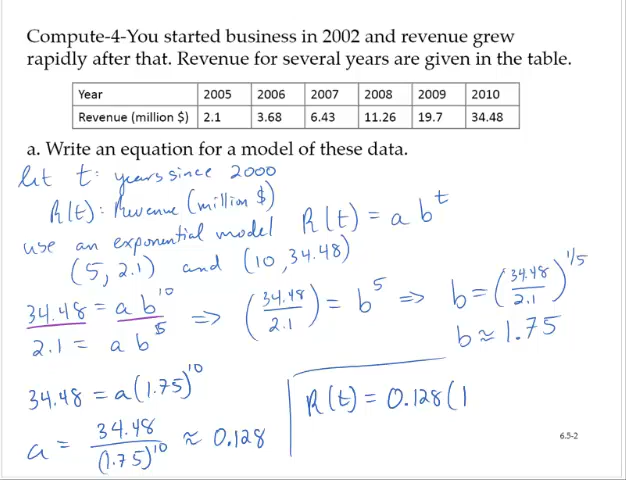 Compute-4-You started business in 2002 and revenue grew
rapidly after that. Revenue for several years are given in the table.
Year 2005 2006 2007 2008 2009 2010
Revenue (million $) 2.1 3.68 6.43 11.26 19.7 34.48
a. Write an equation for a model of these data.
let t: years since 2000
R(t): Revenue (million $)
use an exponential model R(t) = a b^t
(5, 2.1) and (10, 34.48)
34.48 = a b^10 => (34.48/2.1) = b^5 => b = (34.48/2.1)^1/5
2.1 = a b^5
b ≈ 1.75
34.48 = a(1.75)^10
R(t) = 0.128(1
a = 34.48/(1.75)^10 ≈ 0.128
6.5-2